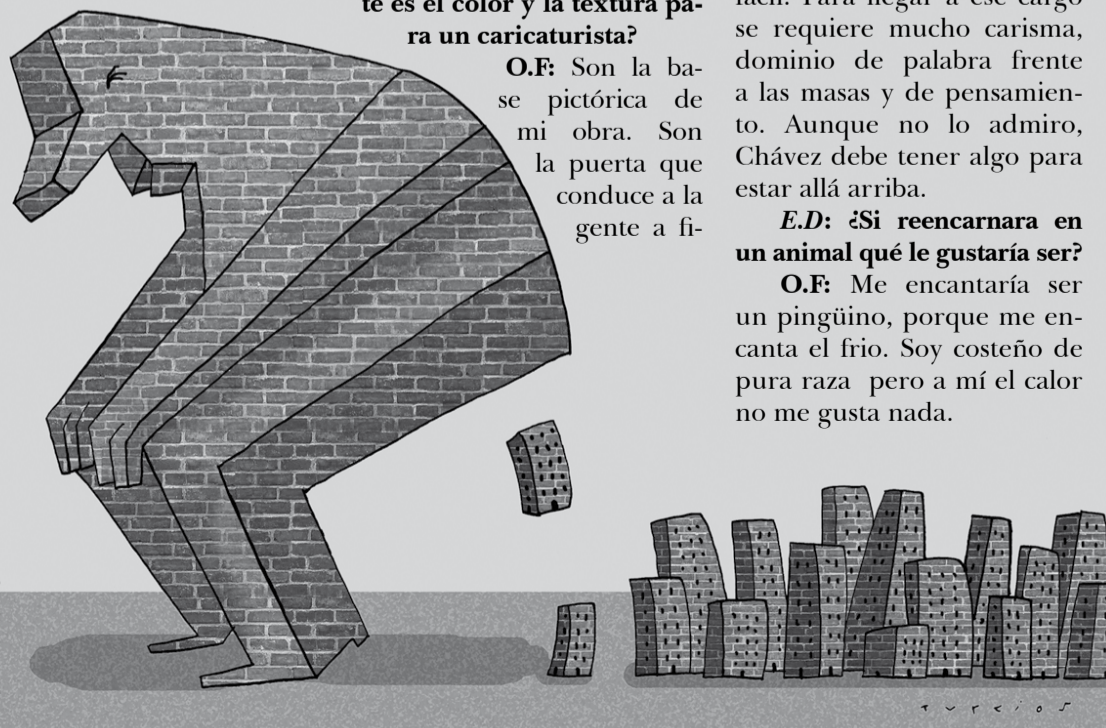 te es el color y la textura pa-
ra un caricaturista?
O.F: Son la ba-
se pictórica de
mi obra. Son
la puerta que
conduce a la
gente a fi-
fácil. Para llegar a ese cargo
se requiere mucho carisma,
dominio de palabra frente
a las masas y de pensamien-
to. Aunque no lo admiro,
Chávez debe tener algo para
estar allá arriba.
E.D: ¿Si reencarnara en
un animal qué le gustaría ser?
O.F: Me encantaría ser
un pingüino, porque me en-
canta el frio. Soy costeño de
pura raza pero a mí el calor
no me gusta nada.
turcios